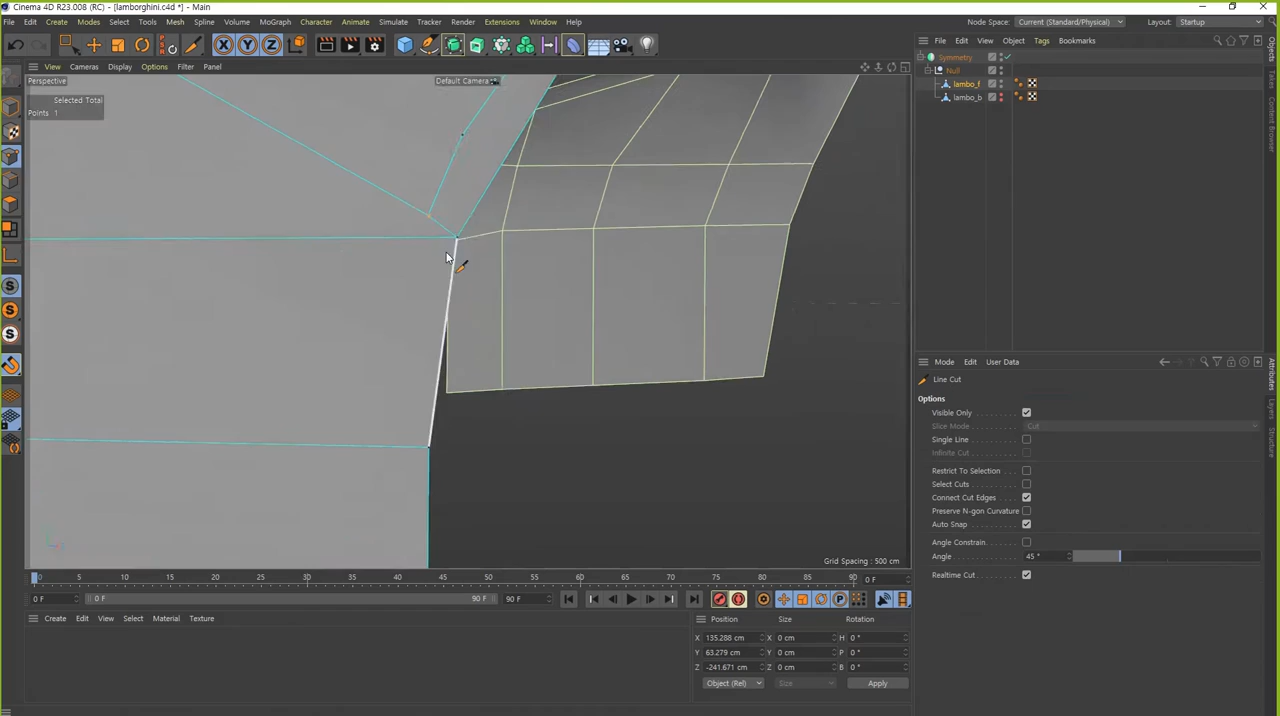 Cinema 4D R23.008 (RC) - [lamborghini.c4d *] - Main
File Edit Create Modes Select Tools Mesh Spline Volume MoGraph Character Animate Simulate Tracker Render Extensions Window Help
Node Space: Current (Standard/Physical) Layout: Startup
X Y Z
View Cameras Display Options Filter Panel
File Edit View Object Tags Bookmarks
Perspective
Default Camera
Selected Total
Points 1
Symmetry
Null
lambo_f
lambo_b
Objects
Takes
Content Browser
Mode Edit User Data
Line Cut
Options
Visible Only
Slice Mode Cut
Single Line
Infinite Cut
Restrict To Selection
Select Cuts
Connect Cut Edges
Preserve N-gon Curvature
Auto Snap
Angle Constrain
Angle 45 °
Realtime Cut
Attributes
Layers
Structure
S
S
S
Grid Spacing : 500 cm
0 5 10 15 20 25 30 35 40 45 50 55 60 65 70 75 80 85 90 0 F
0 F 0 F 90 F 90 F
P
Create Edit View Select Material Texture
Position Size Rotation
X 135.288 cm X 0 cm H 0 °
Y 63.279 cm Y 0 cm P 0 °
Z -241.671 cm Z 0 cm B 0 °
Object (Rel) Size Apply